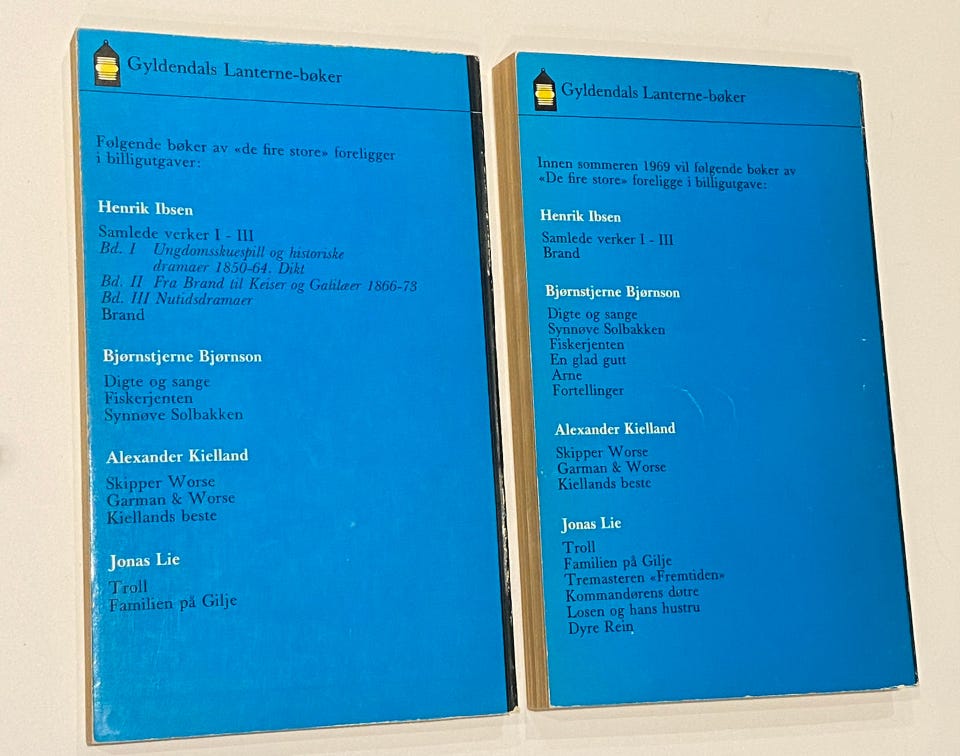 Gyldendals Lanterne-bøker
Følgende bøker av «de fire store» foreligger
i billigutgaver:
Henrik Ibsen
Samlede verker I - III
Bd. I Ungdomsskuespill og historiske
dramaer 1850-64. Dikt
Bd. II Fra Brand til Keiser og Galilæer 1866-73
Bd. III Nutidsdramaer
Brand
Bjørnstjerne Bjørnson
Digte og sange
Fiskerjenten
Synnøve Solbakken
Alexander Kielland
Skipper Worse
Garman & Worse
Kiellands beste
Jonas Lie
Troll
Familien på Gilje
Gyldendals Lanterne-bøker
Innen sommeren 1969 vil følgende bøker av
«De fire store» foreligge i billigutgave:
Henrik Ibsen
Samlede verker I - III
Brand
Bjørnstjerne Bjørnson
Digte og sange
Synnøve Solbakken
Fiskerjenten
En glad gutt
Arne
Fortellinger
Alexander Kielland
Skipper Worse
Garman & Worse
Kiellands beste
Jonas Lie
Troll
Familien på Gilje
Tremasteren «Fremtiden»
Kommandørens døtre
Losen og hans hustru
Dyre Rein